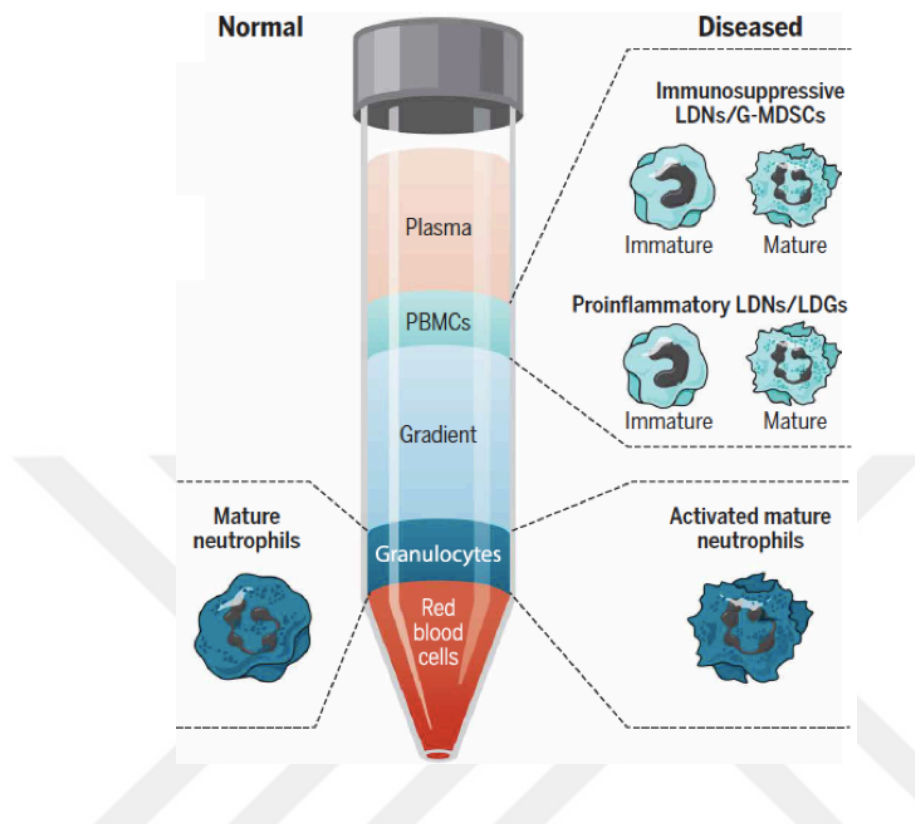 Normal
Diseased
Immunosuppressive
LDNs/G-MDSCs
Immature Mature
Plasma
PBMCs
Proinflammatory LDNs/LDGs
Immature Mature
Gradient
Mature
neutrophils
Granulocytes
Activated mature
neutrophils
Red
blood
cells